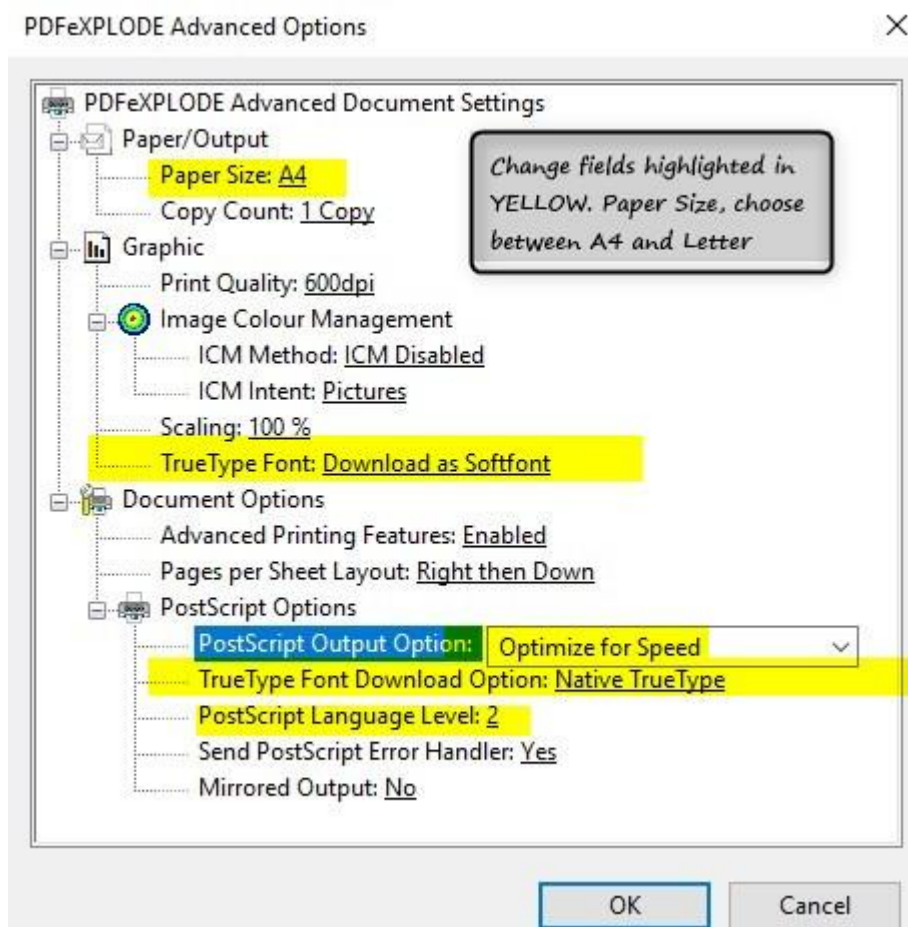 PDFeXPLODE Advanced Options
PDFeXPLODE Advanced Document Settings
Paper/Output
Paper Size: A4
Copy Count: 1 Copy
Change fields highlighted in
YELLOW. Paper Size, choose
between A4 and Letter
Graphic
Print Quality: 600dpi
Image Colour Management
ICM Method: ICM Disabled
ICM Intent: Pictures
Scaling: 100 %
TrueType Font: Download as Softfont
Document Options
Advanced Printing Features: Enabled
Pages per Sheet Layout: Right then Down
PostScript Options
PostScript Output Option: Optimize for Speed
TrueType Font Download Option: Native TrueType
PostScript Language Level: 2
Send PostScript Error Handler: Yes
Mirrored Output: No
OK Cancel